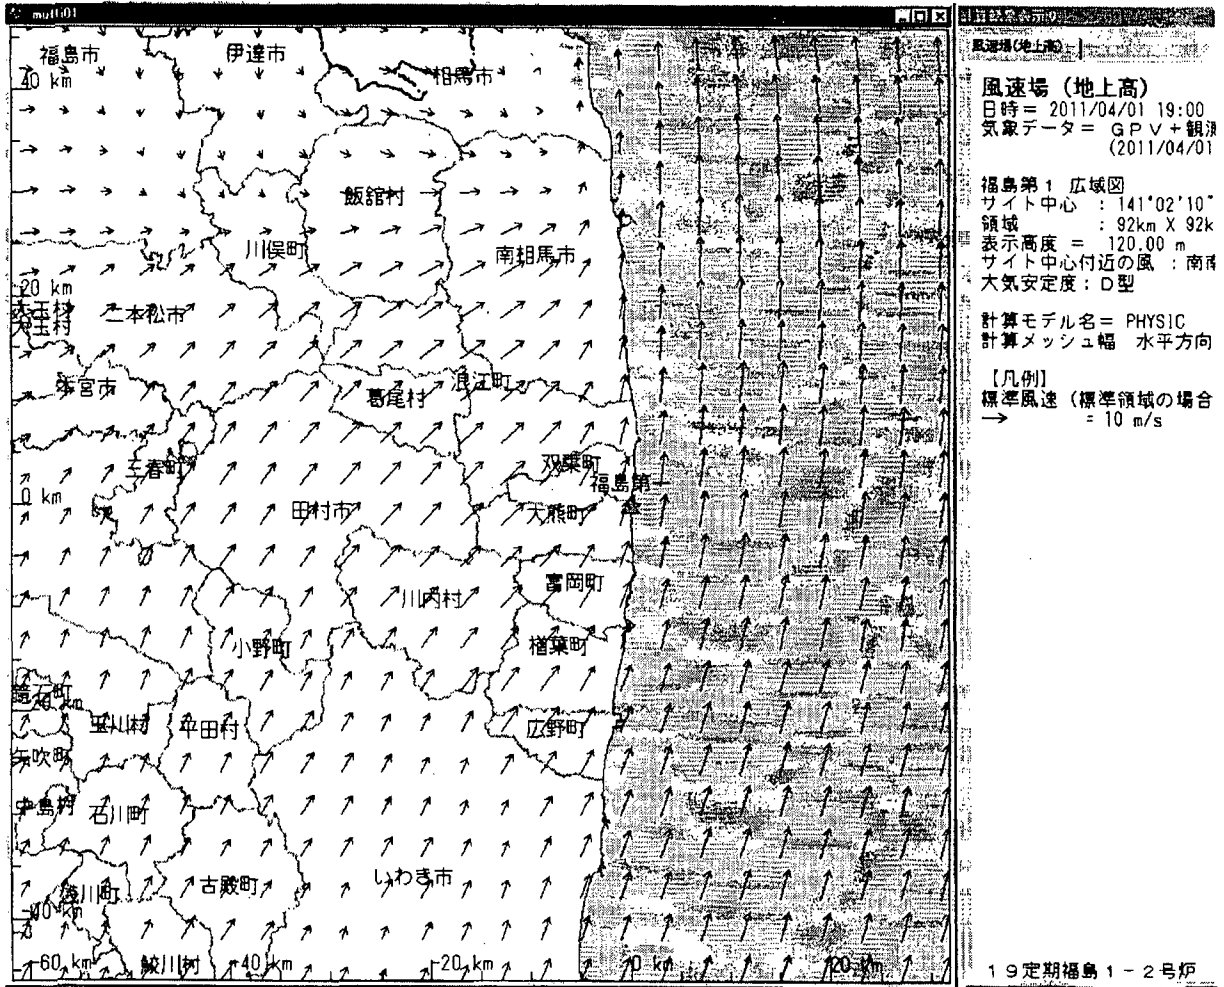 福島市
伊達市
相馬市
40 km
飯舘村
川俣町
南相馬市
20 km
大玉村
二本松市
本宮市
葛尾村
浪江町
三春町
双葉町
福島第一
0 km
田村市
大熊町
富岡町
川内村
小野町
楢葉町
鏡石町
玉川村
平田村
広野町
矢吹町
中島村
石川町
いわき市
古殿町
浅川町
-40 km
-60 km
鮫川村
-40 km
-20 km
0 km
20 km
風速場(地上高)
風速場（地上高）
日時＝ 2011/04/01 19:00
気象データ＝ ＧＰＶ＋観測
(2011/04/01
福島第１ 広域図
サイト中心 ： 141°02'10"
領域 ： 92km X 92k
表示高度 ＝ 120.00 m
サイト中心付近の風 ： 南南
大気安定度：Ｄ型
計算モデル名＝ PHYSIC
計算メッシュ幅 水平方向
【凡例】
標準風速（標準領域の場合
→ = 10 m/s
１９定期福島１－２号炉